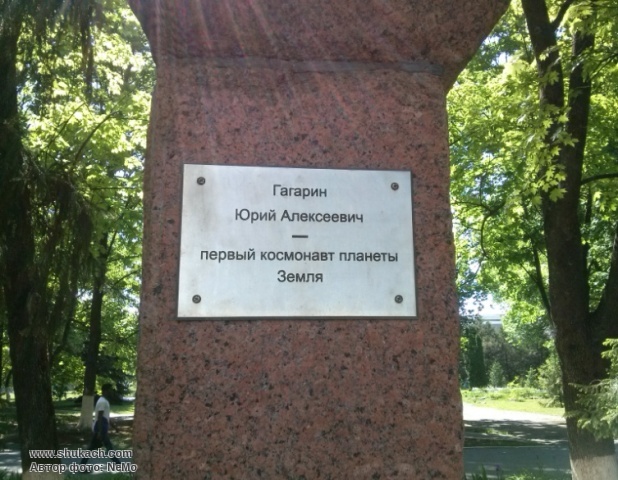 Гагарин
Юрий Алексеевич
—
первый космонавт планеты
Земля
www.shukach.com
Автор фото: NeMo